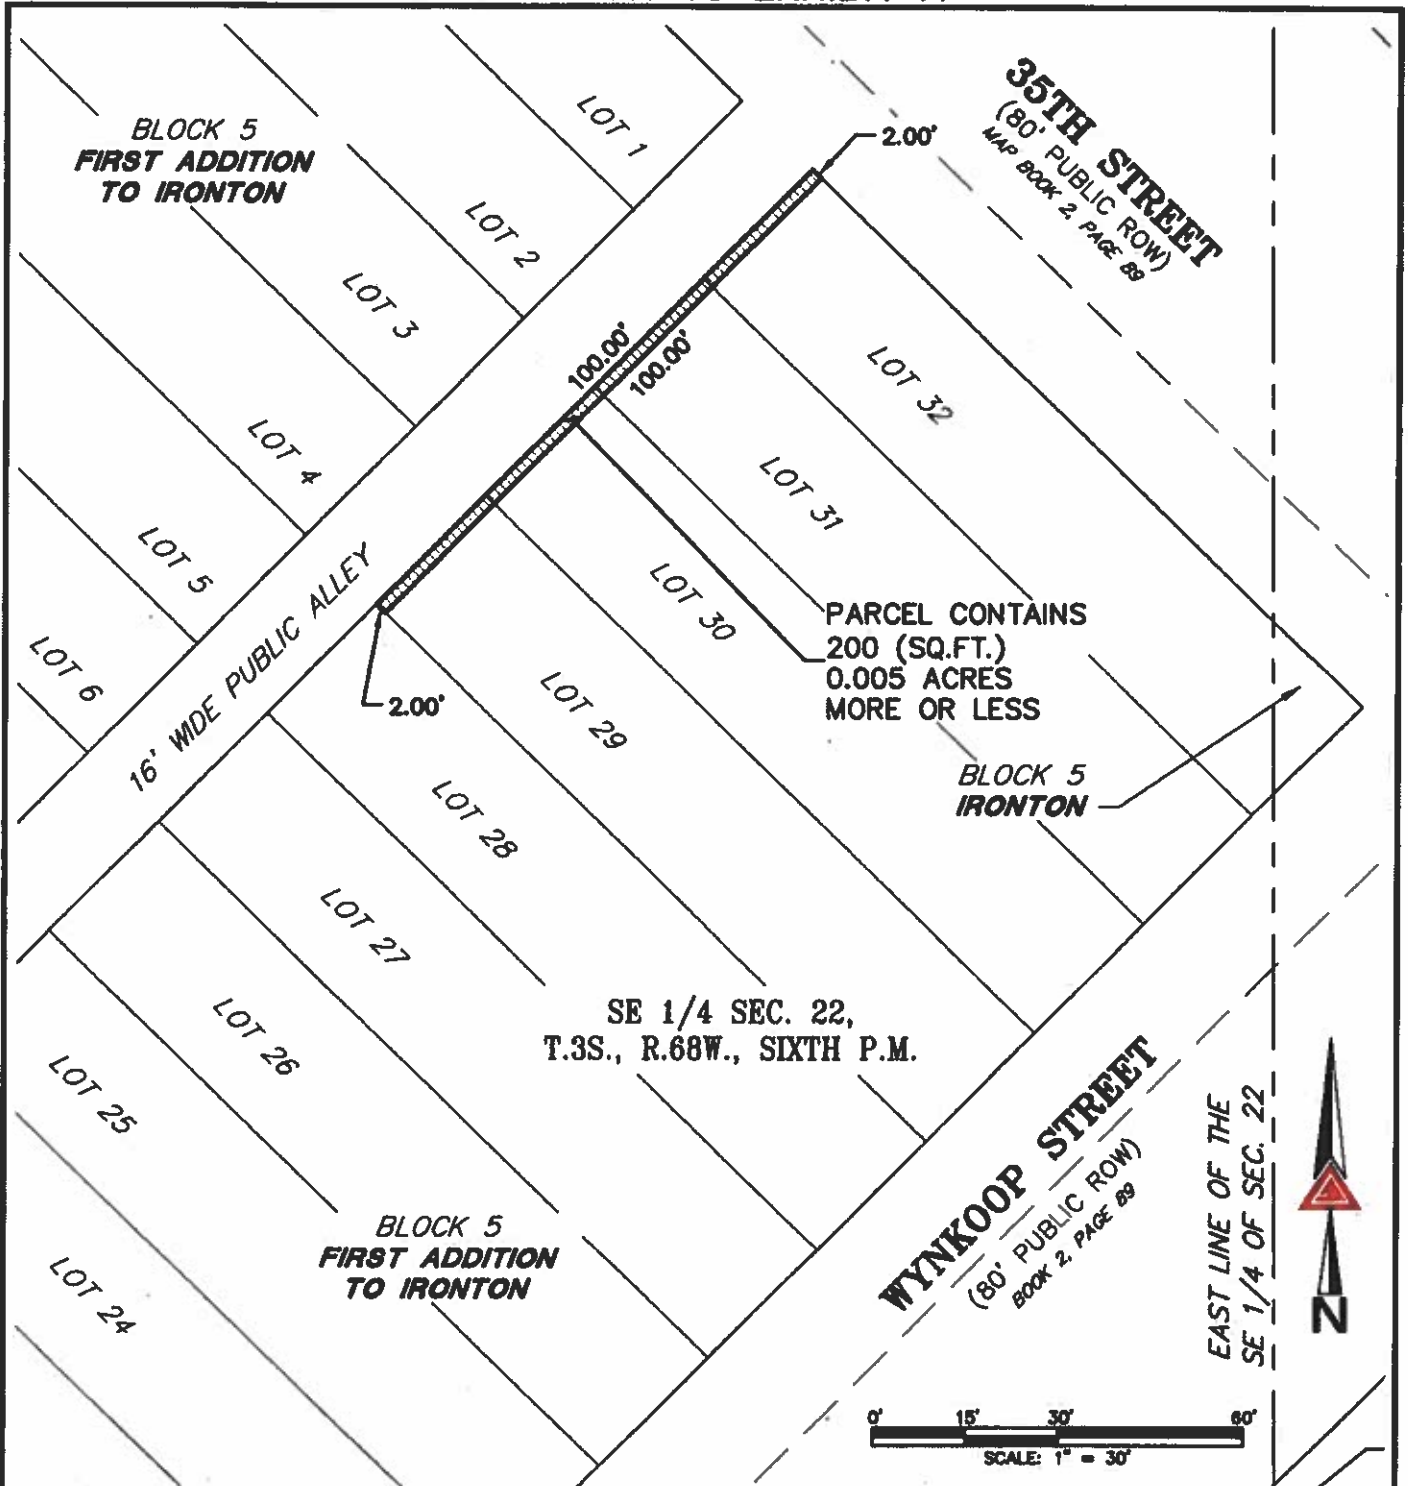 35TH STREET
(80' PUBLIC ROW)
MAP BOOK 2, PAGE 89
BLOCK 5
FIRST ADDITION
TO IRONTON
LOT 1
2.00'
LOT 2
LOT 3
100.00'
100.00'
LOT 32
LOT 4
LOT 31
LOT 5
LOT 30
16' WIDE PUBLIC ALLEY
PARCEL CONTAINS
200 (SQ.FT.)
0.005 ACRES
MORE OR LESS
LOT 6
2.00'
LOT 29
BLOCK 5
IRONTON
LOT 28
LOT 27
SE 1/4 SEC. 22,
T.3S., R.68W., SIXTH P.M.
LOT 26
LOT 25
WYNKOOP STREET
(80' PUBLIC ROW)
BOOK 2, PAGE 89
EAST LINE OF THE
SE 1/4 OF SEC. 22
BLOCK 5
FIRST ADDITION
TO IRONTON
LOT 24
N
0' 15' 30' 60'
SCALE: 1" = 30'